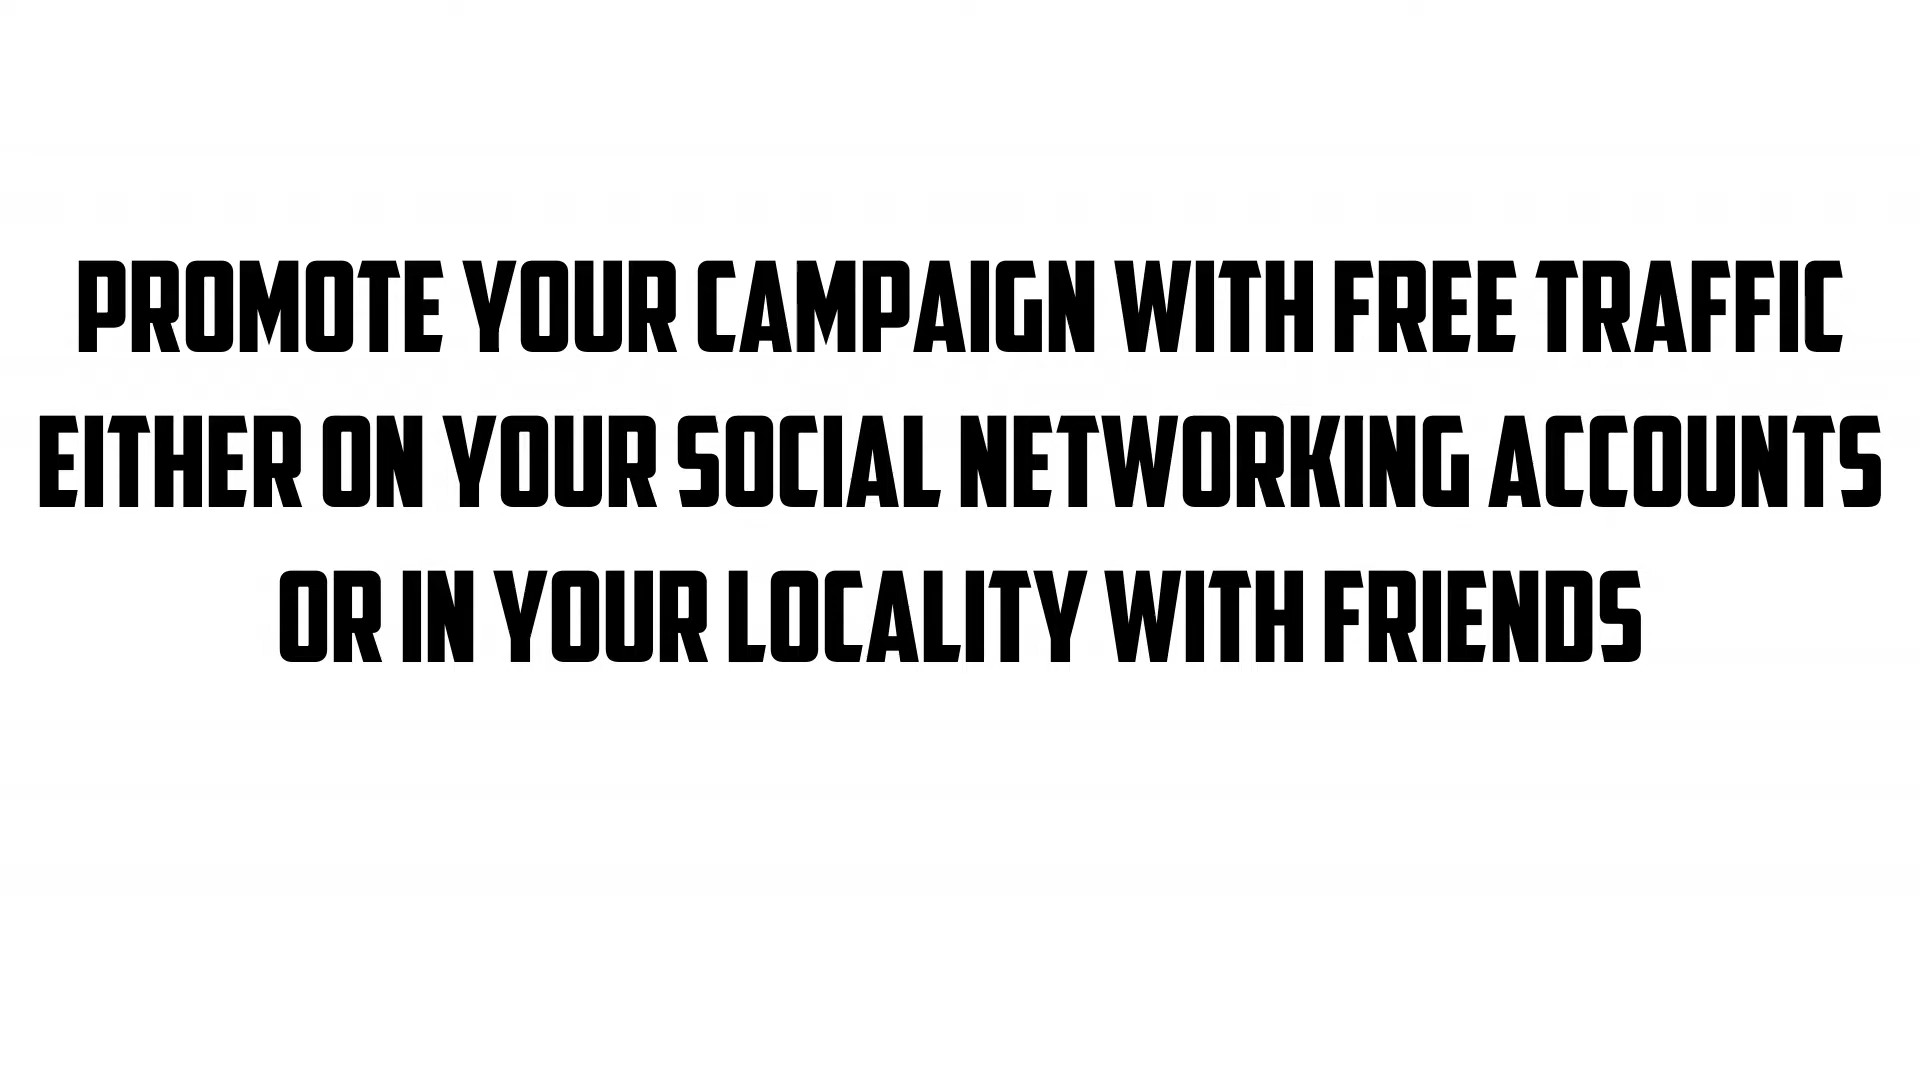 PROMOTE YOUR CAMPAIGN WITH FREE TRAFFIC
EITHER ON YOUR SOCIAL NETWORKING ACCOUNTS
OR IN YOUR LOCALITY WITH FRIENDS